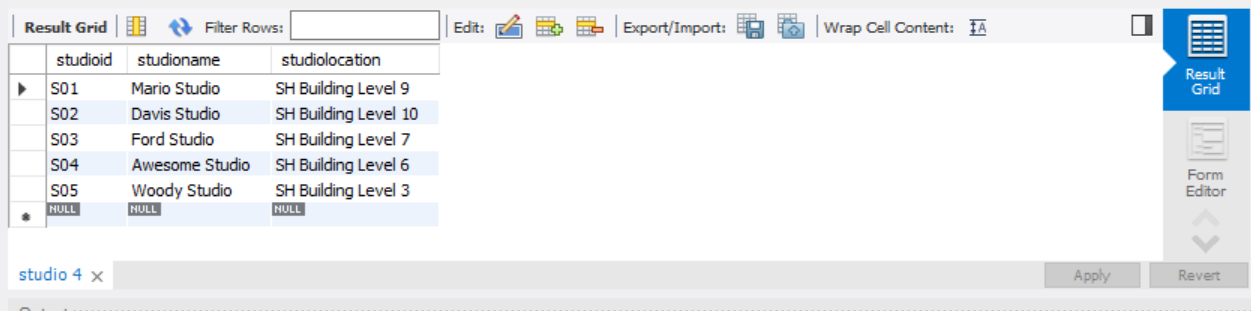 Result Grid Filter Rows: Edit: Export/Import: Wrap Cell Content: IA
studioid studioname studiolocation
S01 Mario Studio SH Building Level 9
S02 Davis Studio SH Building Level 10
S03 Ford Studio SH Building Level 7
S04 Awesome Studio SH Building Level 6
S05 Woody Studio SH Building Level 3
NULL NULL NULL
Result
Grid
Form
Editor
studio 4 × Apply Revert